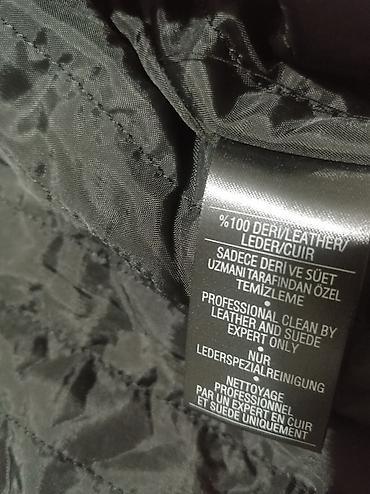 %100 DERI/LEATHER/
LEDER/CUIR
SADECE DERI VE SÜET
UZMANI TARAFINDAN ÖZEL
TEMİZLEME
•
PROFESSIONAL CLEAN BY
LEATHER AND SUEDE
EXPERT ONLY
•
NUR
LEDERSPEZIALREINIGUNG
•
NETTOYAGE
PROFESSIONNEL
PAR UN EXPERT EN CUIR
ET SUEDE UNIQUEMENT